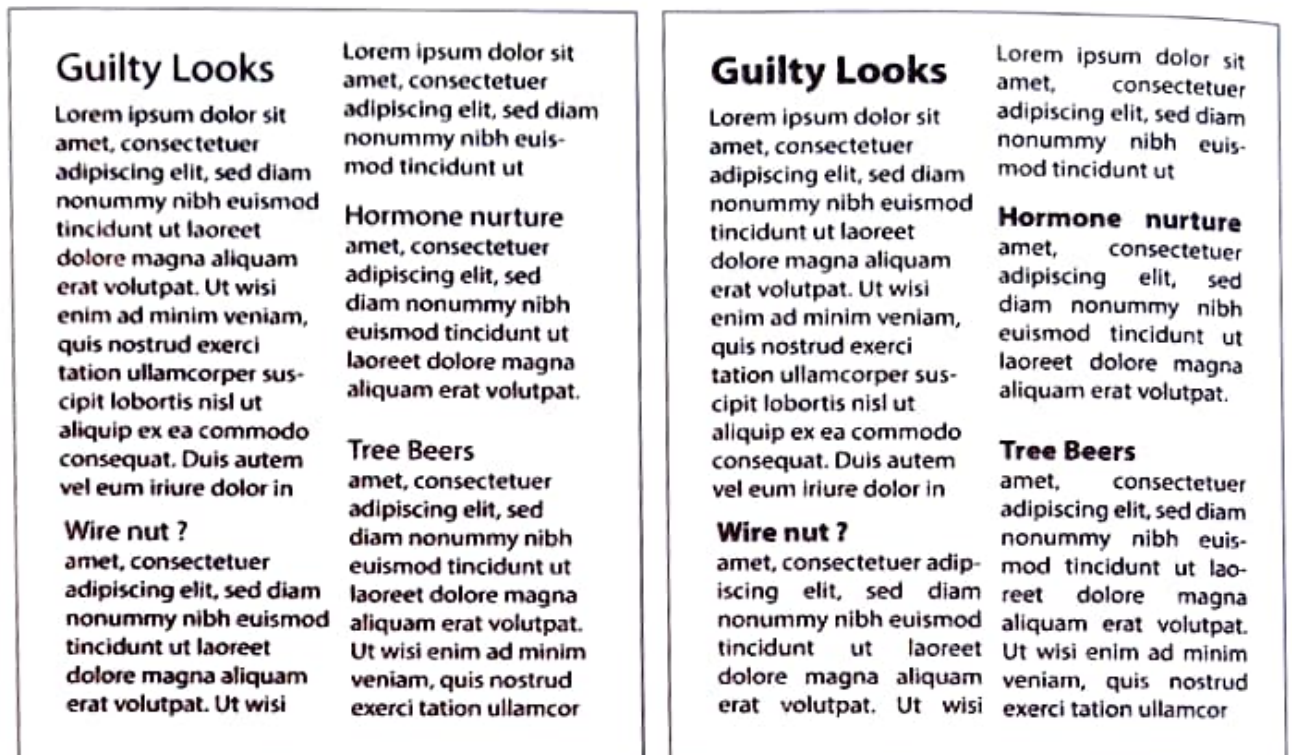 Guilty Looks
Lorem ipsum dolor sit
amet, consectetuer
adipiscing elit, sed diam
nonummy nibh euismod
tincidunt ut laoreet
dolore magna aliquam
erat volutpat. Ut wisi
enim ad minim veniam,
quis nostrud exerci
tation ullamcorper sus-
cipit lobortis nisl ut
aliquip ex ea commodo
consequat. Duis autem
vel eum iriure dolor in
Wire nut ?
amet, consectetuer
adipiscing elit, sed diam
nonummy nibh euismod
tincidunt ut laoreet
dolore magna aliquam
erat volutpat. Ut wisi
Lorem ipsum dolor sit
amet, consectetuer
adipiscing elit, sed diam
nonummy nibh euis-
mod tincidunt ut
Hormone nurture
amet, consectetuer
adipiscing elit, sed
diam nonummy nibh
euismod tincidunt ut
laoreet dolore magna
aliquam erat volutpat.
Tree Beers
amet, consectetuer
adipiscing elit, sed
diam nonummy nibh
euismod tincidunt ut
laoreet dolore magna
aliquam erat volutpat.
Ut wisi enim ad minim
veniam, quis nostrud
exerci tation ullamcor
Guilty Looks
Lorem ipsum dolor sit
amet, consectetuer
adipiscing elit, sed diam
nonummy nibh euismod
tincidunt ut laoreet
dolore magna aliquam
erat volutpat. Ut wisi
enim ad minim veniam,
quis nostrud exerci
tation ullamcorper sus-
cipit lobortis nisl ut
aliquip ex ea commodo
consequat. Duis autem
vel eum iriure dolor in
Wire nut ?
amet, consectetuer adip-
iscing elit, sed diam
nonummy nibh euismod
tincidunt ut laoreet
dolore magna aliquam
erat volutpat. Ut wisi
Lorem ipsum dolor sit
amet, consectetuer
adipiscing elit, sed diam
nonummy nibh euis-
mod tincidunt ut
Hormone nurture
amet, consectetuer
adipiscing elit, sed
diam nonummy nibh
euismod tincidunt ut
laoreet dolore magna
aliquam erat volutpat.
Tree Beers
amet, consectetuer
adipiscing elit, sed diam
nonummy nibh euis-
mod tincidunt ut lao-
reet dolore magna
aliquam erat volutpat.
Ut wisi enim ad minim
veniam, quis nostrud
exerci tation ullamcor